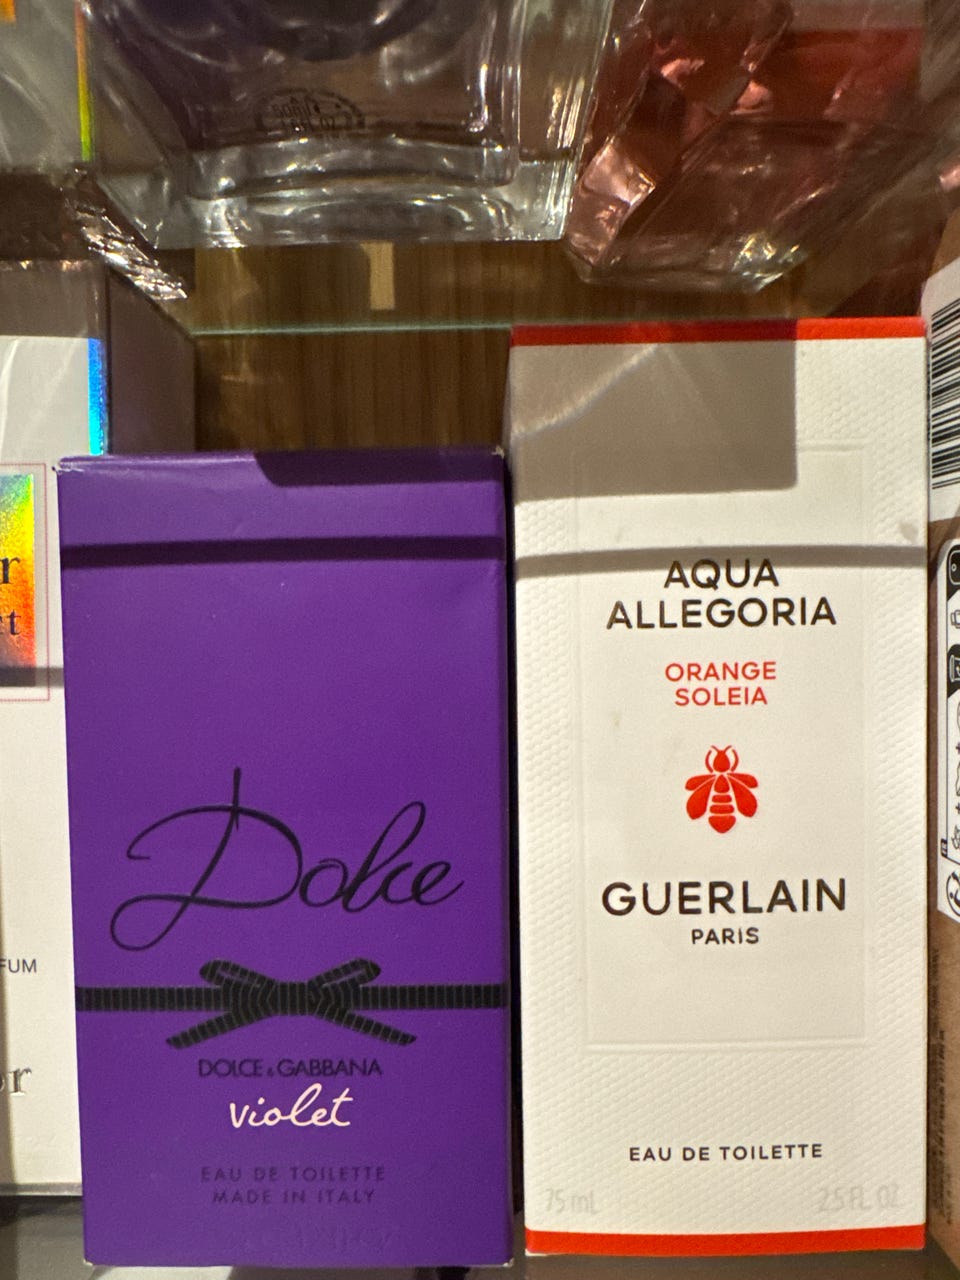 Dolce
DOLCE & GABBANA
violet
EAU DE TOILETTE
MADE IN ITALY
AQUA
ALLEGORIA
ORANGE
SOLEIA
GUERLAIN
PARIS
EAU DE TOILETTE
75 mL 2.5 FL. OZ.